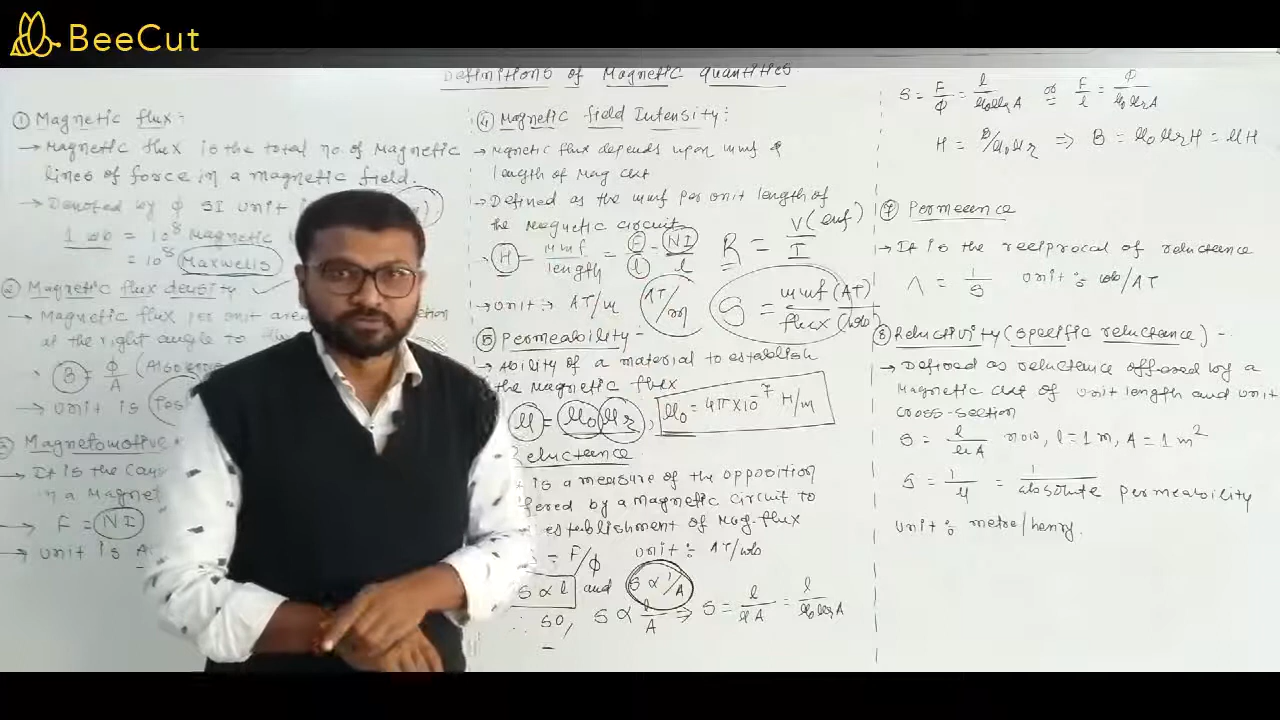 BeeCut
Definitions of Magnetic quantities
① Magnetic flux:-
→ Magnetic flux is the total no. of Magnetic
lines of force in a magnetic field.
→ Denoted by ϕ SI unit
1 wb = 10⁸ Magnetic
= 10⁸ Maxwells
② Magnetic flux density
→ Magnetic flux per unit area
at the right angle to
B = ϕ/A (Also
→ unit is
③ Magnetomotive
→ It is the
in a Magnet
→ F = NI
→ unit is A
④ Magnetic field Intensity:
→ Magnetic flux depends upon mmf &
length of Mag ckt
→ Defined as the mmf per unit length of
the magnetic circuit
H = mmf/length = F/l = NI/l
→ unit :- AT/m AT/m
R = V(emf)/I
S = mmf(AT)/flux(wb)
⑤ Permeability:-
→ Ability of a material to establish
the Magnetic flux
μ = μ₀μr, μ₀ = 4π×10⁻⁷ H/m
Reluctance
is a measure of the opposition
fered by a magnetic circuit to
establishment of Mag. flux
= F/ϕ unit :- AT/wb
S ∝ l and S ∝ 1/A
∴ so, S ∝ l/A ⇒ S = l/μA = l/μ₀μrA
S = F/ϕ = l/μ₀μrA or F/l = ϕ/μ₀μrA
H = B/μ₀μr ⇒ B = μ₀μrH = μH
⑦ Permeance
→ It is the reciprocal of reluctance
Λ = 1/S unit :- wb/AT
⑧ Reluctivity (specific reluctance) -
→ Defined as reluctance offered by a
Magnetic ckt of unit length and unit
cross-section
S = l/μA now, l = 1m, A = 1 m²
S = 1/μ = 1/absolute permeability
unit :- metre/henry.